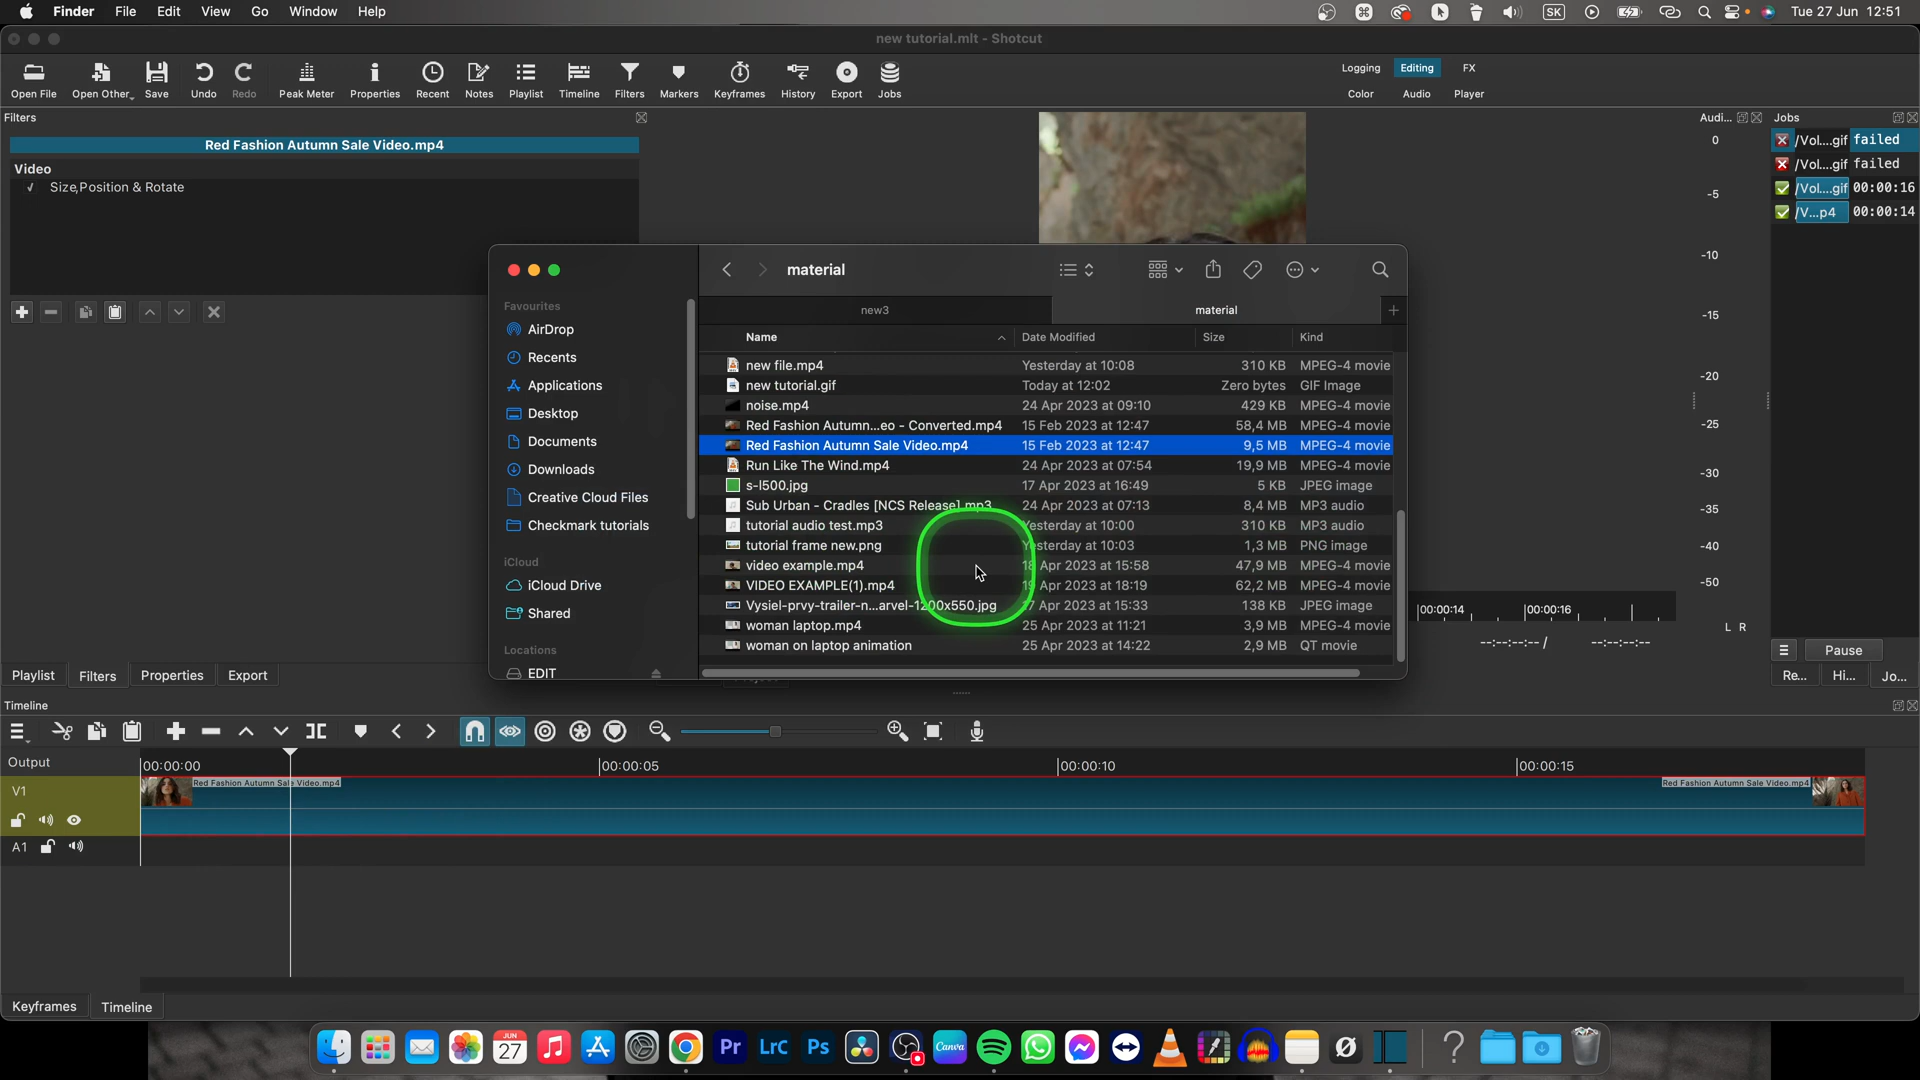 Finder File Edit View Go Window Help SK Tue 27 Jun 12:51
new tutorial.mlt - Shotcut
Open File Open Other Save Undo Redo Peak Meter Properties Recent Notes Playlist Timeline Filters Markers Keyframes History Export Jobs
Logging Editing FX
Color Audio Player
Filters
Red Fashion Autumn Sale Video.mp4
Video
Size,Position & Rotate
Audi...
0
-5
-10
-15
-20
-25
-30
-35
-40
-45
-50
L R
Jobs
/Vol....gif failed
/Vol....gif failed
/Vol....gif 00:00:16
/V...p4 00:00:14
Pause
Re... Hi... Jo...
material
new3 material
Favourites
AirDrop
Recents
Applications
Desktop
Documents
Downloads
Creative Cloud Files
Checkmark tutorials
iCloud
iCloud Drive
Shared
Locations
EDIT
Name Date Modified Size Kind
new file.mp4 Yesterday at 10:08 310 KB MPEG-4 movie
new tutorial.gif Today at 12:02 Zero bytes GIF Image
noise.mp4 24 Apr 2023 at 09:10 429 KB MPEG-4 movie
Red Fashion Autumn...eo - Converted.mp4 15 Feb 2023 at 12:47 58,4 MB MPEG-4 movie
Red Fashion Autumn Sale Video.mp4 15 Feb 2023 at 12:47 9,5 MB MPEG-4 movie
Run Like The Wind.mp4 24 Apr 2023 at 07:54 19,9 MB MPEG-4 movie
s-l500.jpg 17 Apr 2023 at 16:49 5 KB JPEG image
Sub Urban - Cradles [NCS Release].mp3 24 Apr 2023 at 07:13 8,4 MB MP3 audio
tutorial audio test.mp3 Yesterday at 10:00 310 KB MP3 audio
tutorial frame new.png Yesterday at 10:03 1,3 MB PNG image
video example.mp4 18 Apr 2023 at 15:58 47,9 MB MPEG-4 movie
VIDEO EXAMPLE(1).mp4 19 Apr 2023 at 18:19 62,2 MB MPEG-4 movie
Vysiel-prvy-trailer-n...arvel-1200x550.jpg 17 Apr 2023 at 15:33 138 KB JPEG image
woman laptop.mp4 25 Apr 2023 at 11:21 3,9 MB MPEG-4 movie
woman on laptop animation 25 Apr 2023 at 14:22 2,9 MB QT movie
00:00:14 00:00:16
--:--:--:-- / --:--:--:--
Playlist Filters Properties Export
Timeline
Output 00:00:00 00:00:05 00:00:10 00:00:15
V1 Red Fashion Autumn Sale Video.mp4 Red Fashion Autumn Sale Video.mp4
A1
Keyframes Timeline
JUN
27
Pr LrC Ps Canva